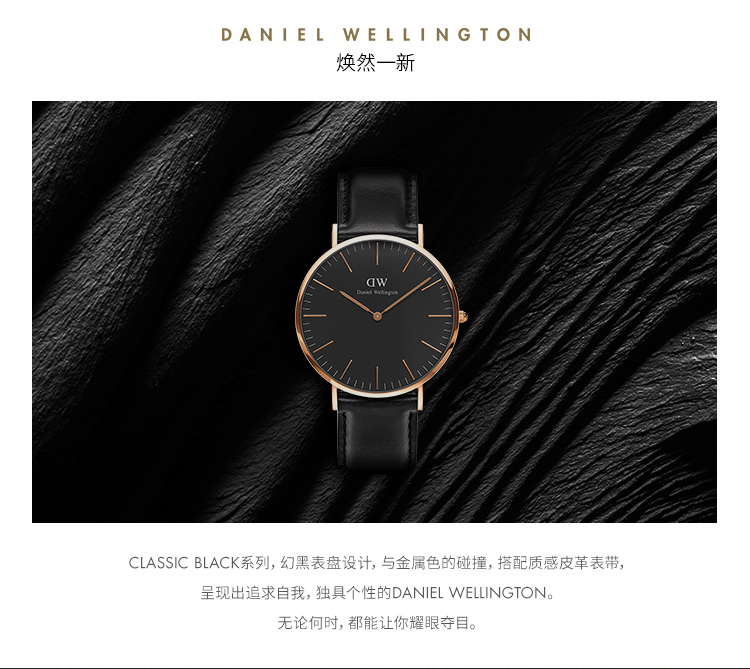 DANIEL WELLINGTON
焕然一新
DW
Daniel Wellington
CLASSIC BLACK系列，幻黑表盘设计，与金属色的碰撞，搭配质感皮革表带，
呈现出追求自我，独具个性的DANIEL WELLINGTON。
无论何时，都能让你耀眼夺目。